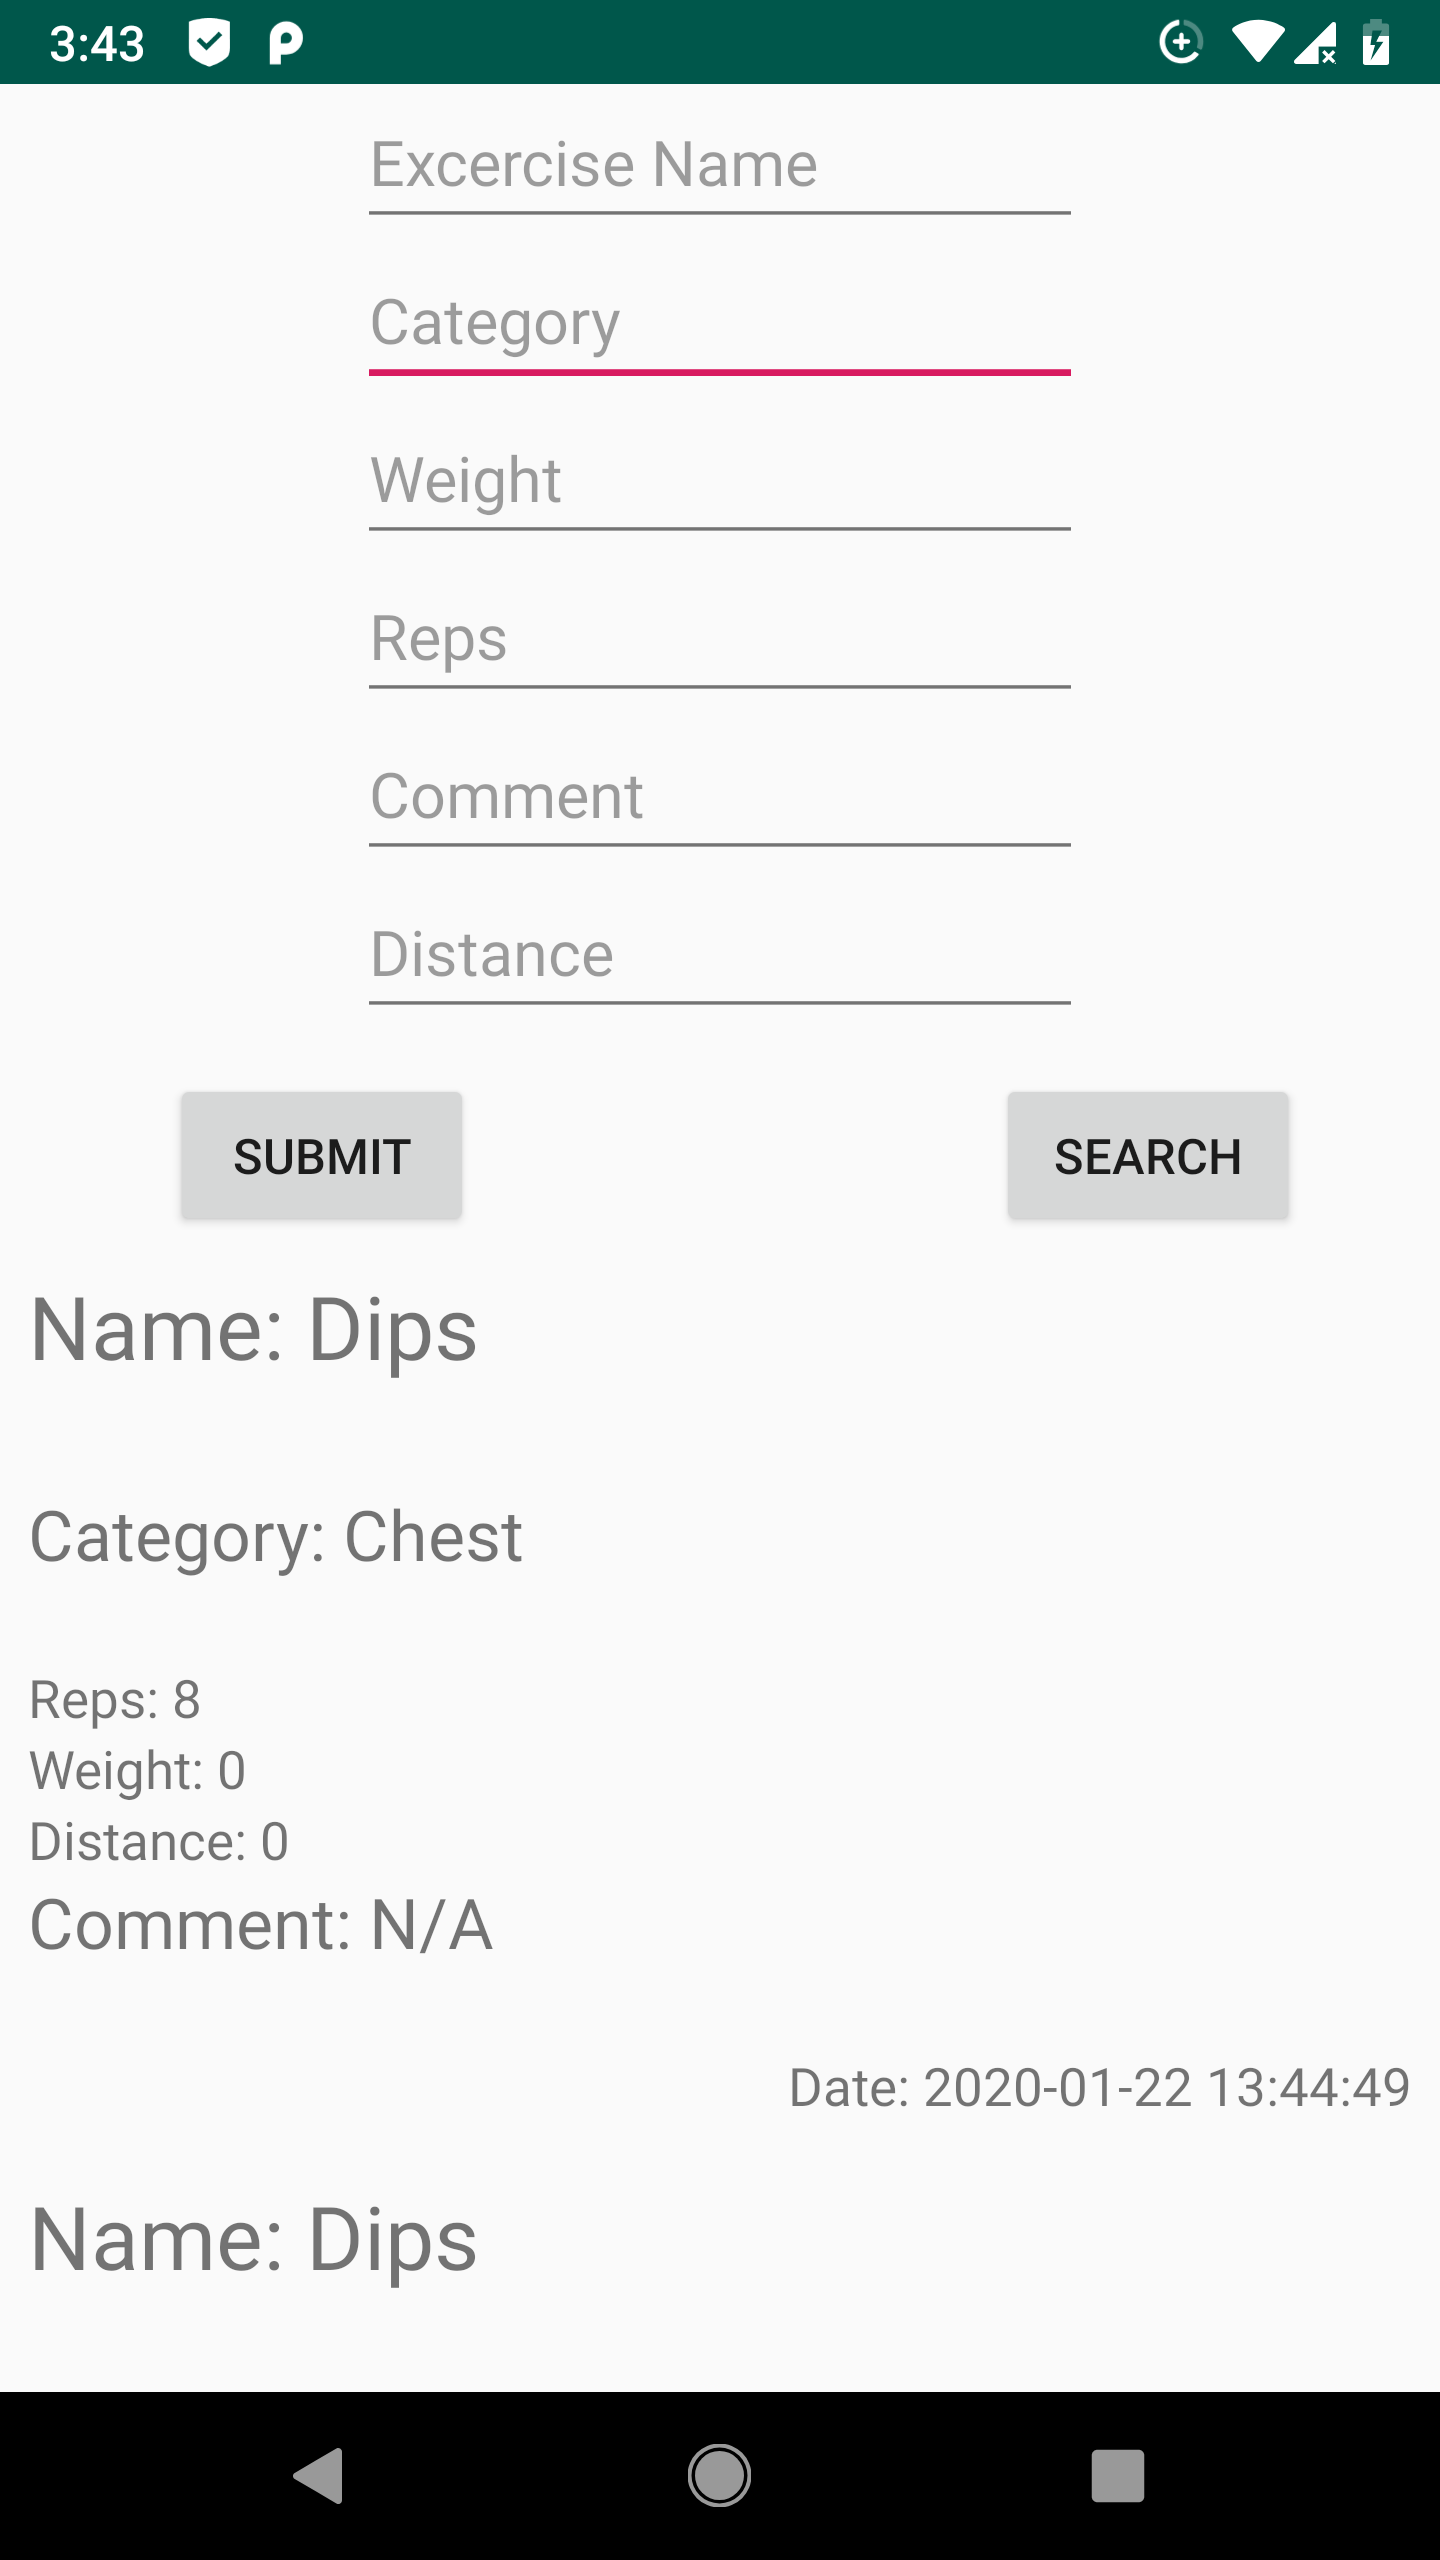 3:43
Excercise Name
Category
Weight
Reps
Comment
Distance
SUBMIT
SEARCH
Name: Dips
Category: Chest
Reps: 8
Weight: 0
Distance: 0
Comment: N/A
Date: 2020-01-22 13:44:49
Name: Dips